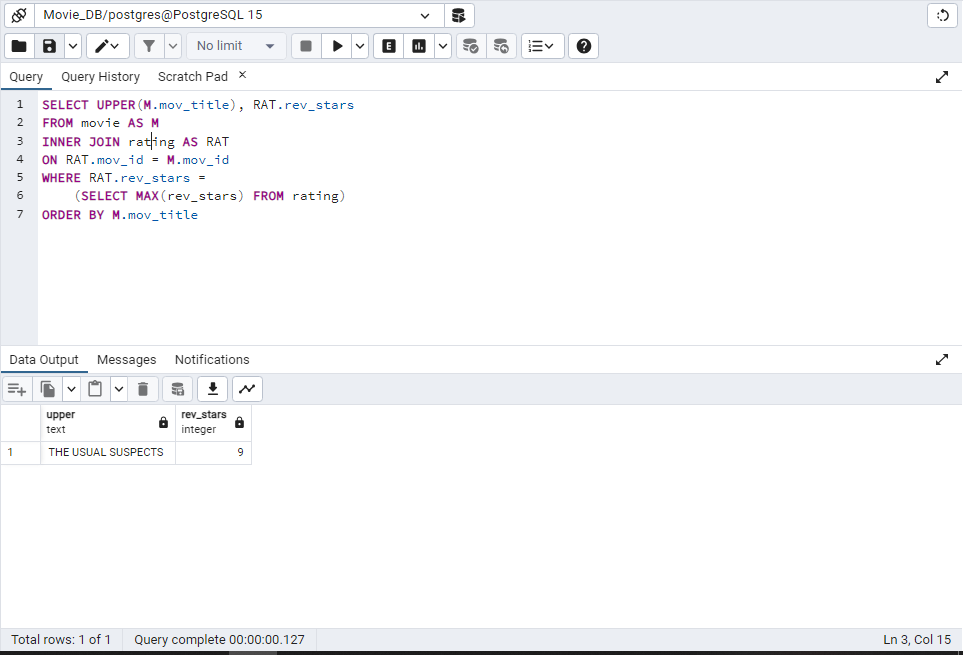 Movie_DB/postgres@PostgreSQL 15
No limit
E
Query Query History Scratch Pad ×
1 SELECT UPPER(M.mov_title), RAT.rev_stars
2 FROM movie AS M
3 INNER JOIN rating AS RAT
4 ON RAT.mov_id = M.mov_id
5 WHERE RAT.rev_stars =
6 (SELECT MAX(rev_stars) FROM rating)
7 ORDER BY M.mov_title
Data Output Messages Notifications
upper rev_stars
text integer
1 THE USUAL SUSPECTS 9
Total rows: 1 of 1 Query complete 00:00:00.127 Ln 3, Col 15